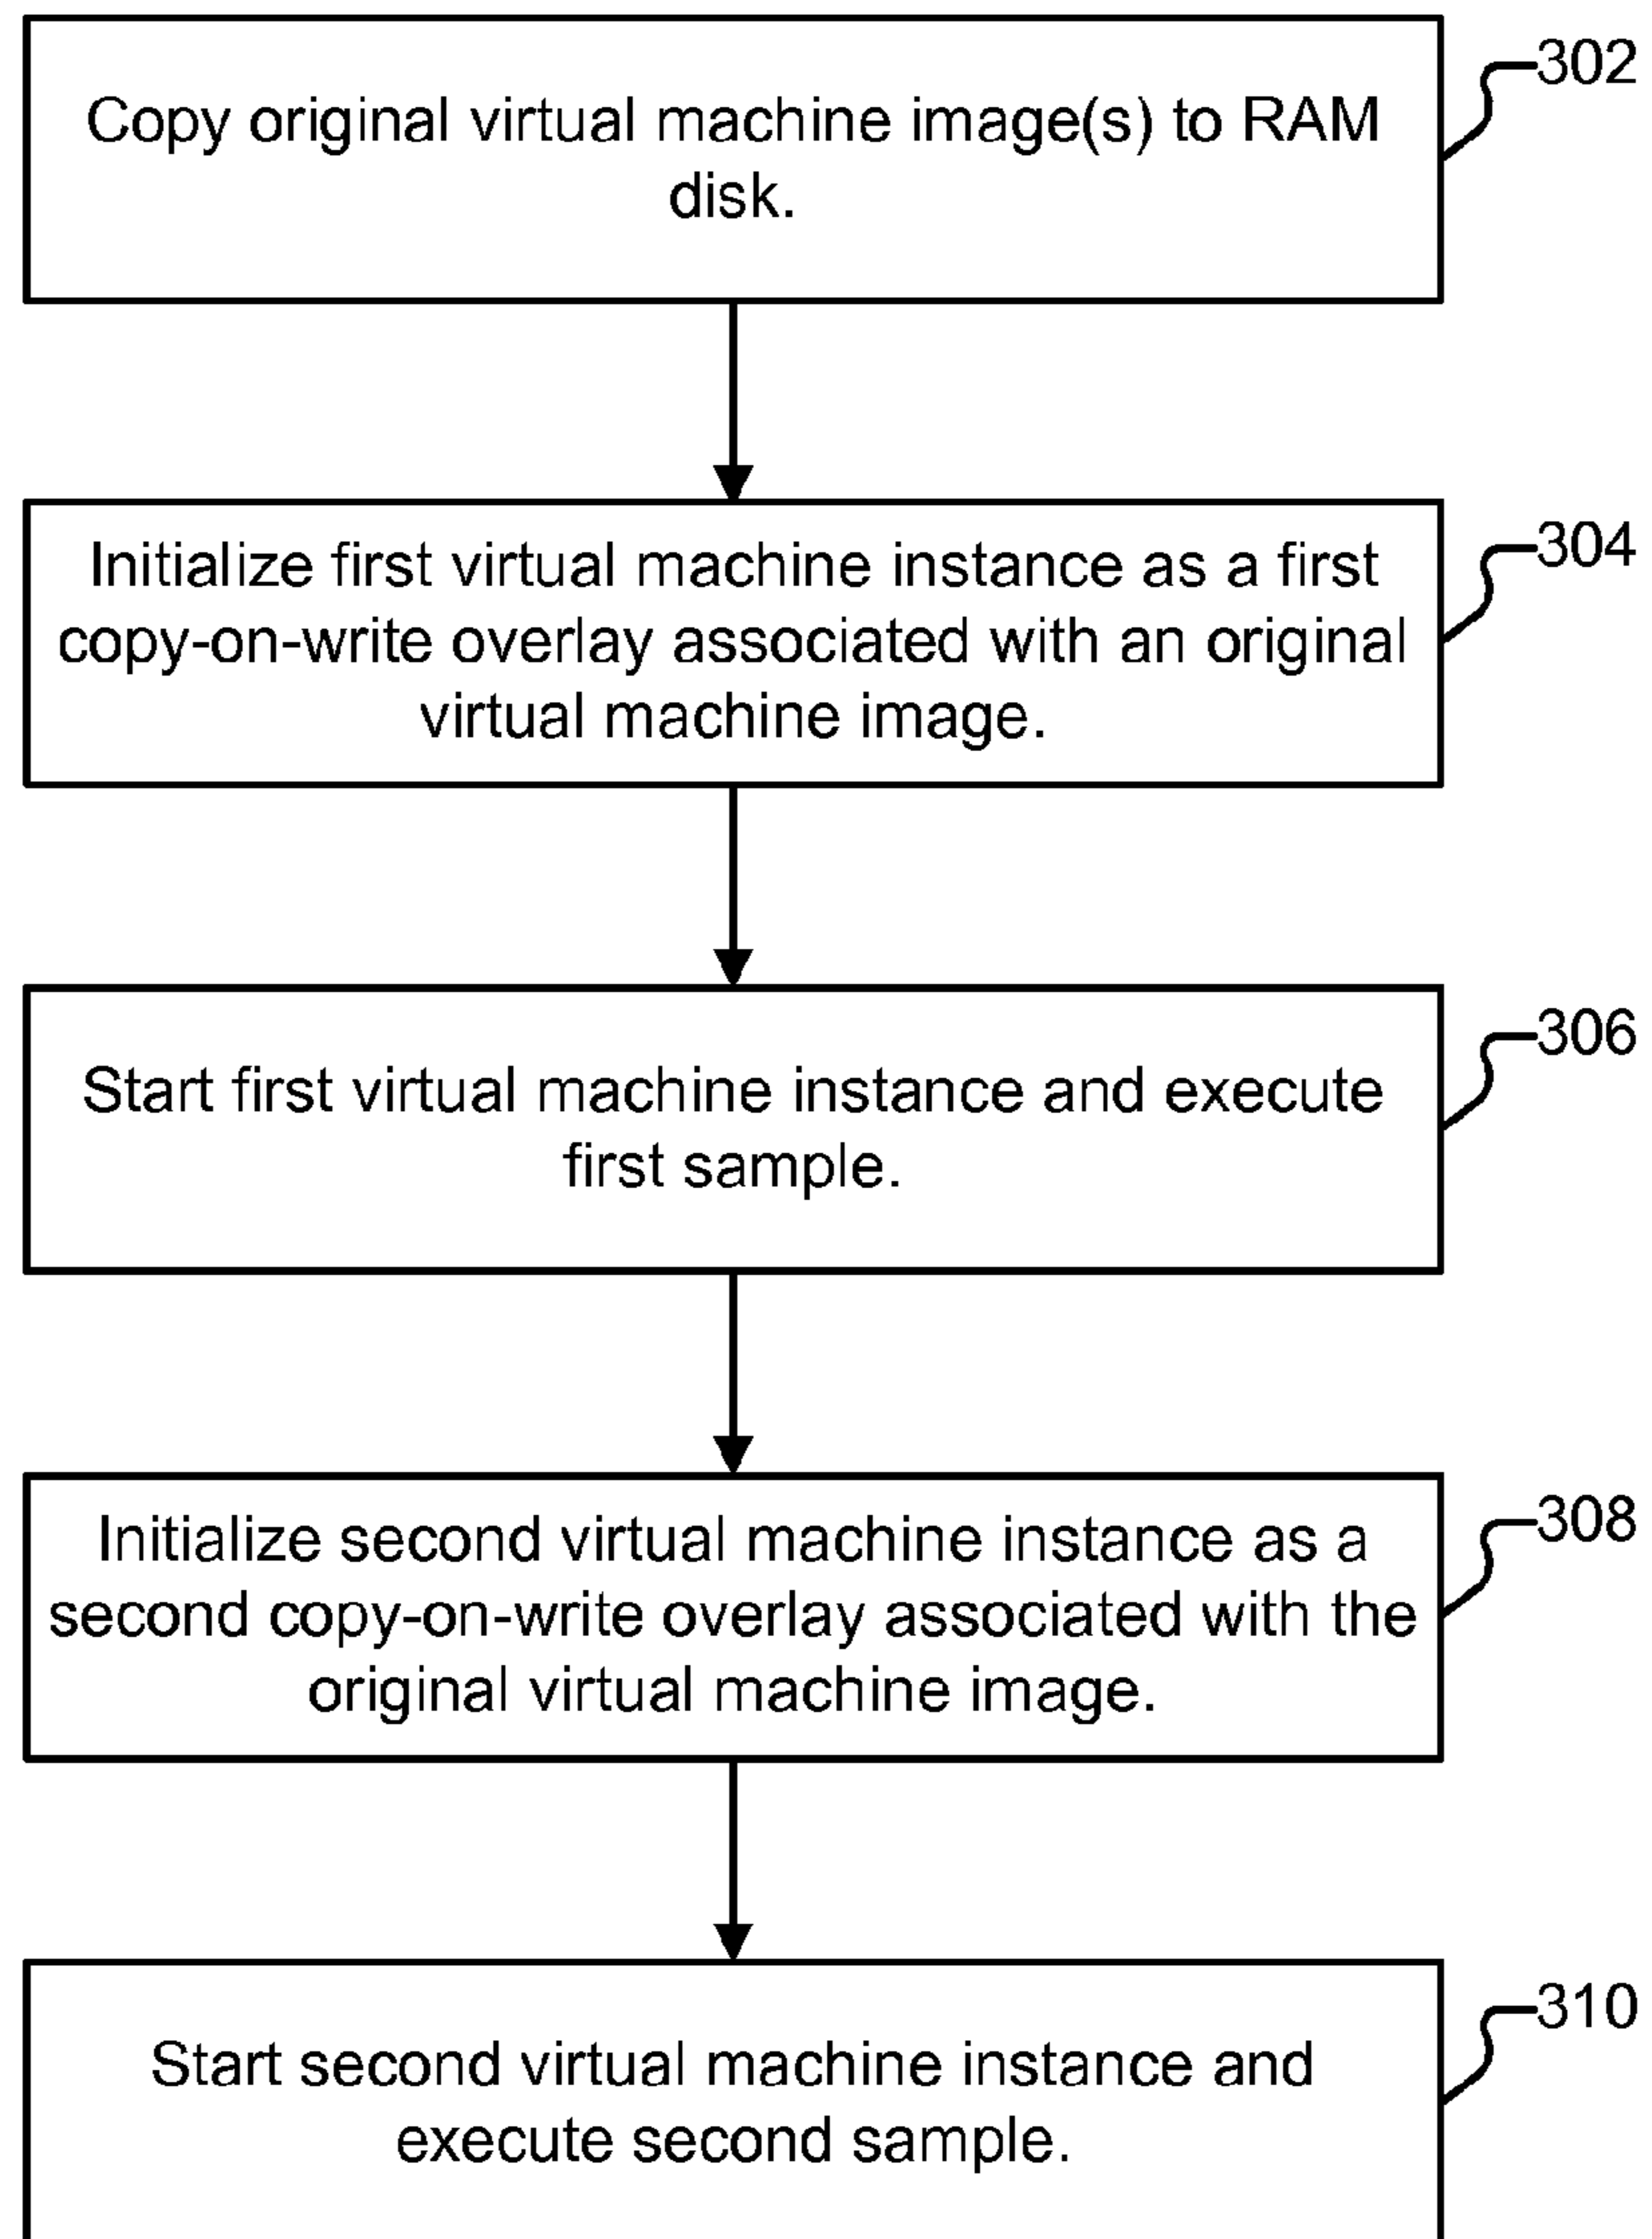 302
Copy original virtual machine image(s) to RAM
disk.
304
Initialize first virtual machine instance as a first
copy-on-write overlay associated with an original
virtual machine image.
306
Start first virtual machine instance and execute
first sample.
308
Initialize second virtual machine instance as a
second copy-on-write overlay associated with the
original virtual machine image.
310
Start second virtual machine instance and
execute second sample.